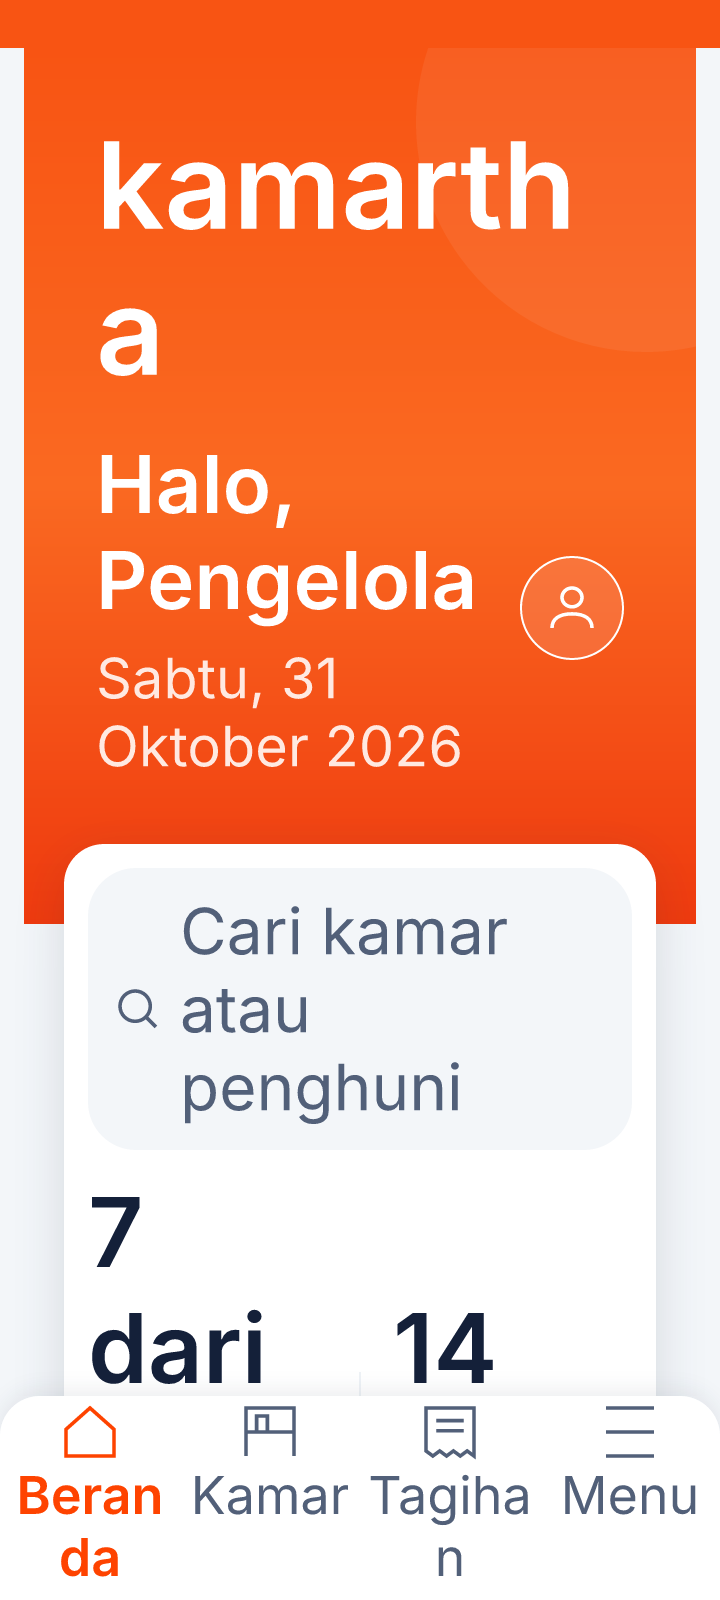 kamarth
a
Halo,
Pengelola
Sabtu, 31
Oktober 2026
Cari kamar
atau
penghuni
7
dari
14
Beran
da
Kamar
Tagiha
n
Menu